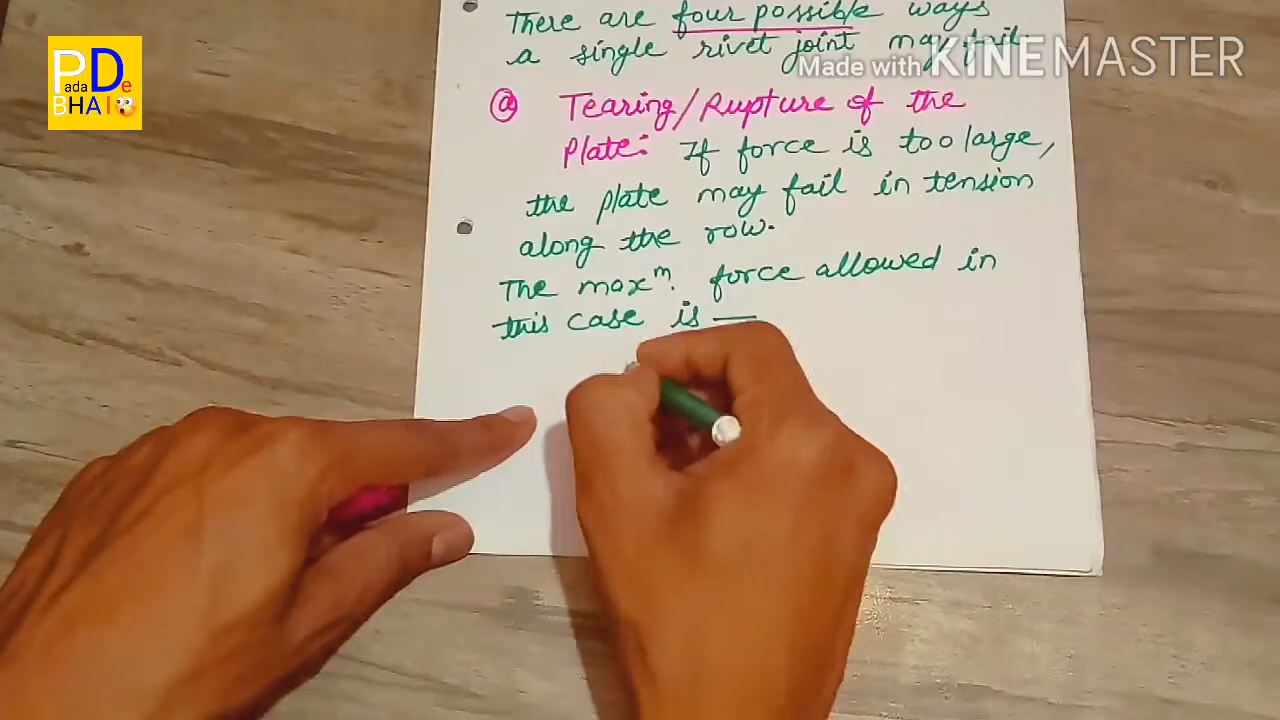 There are four possible ways
a single rivet joint may fail.
Made with KINEMASTER
PaDa De
BHAI
ⓐ Tearing/Rupture of the
Plate: If force is too large,
the plate may fail in tension
along the row.
The maxᵐ. force allowed in
this case is —